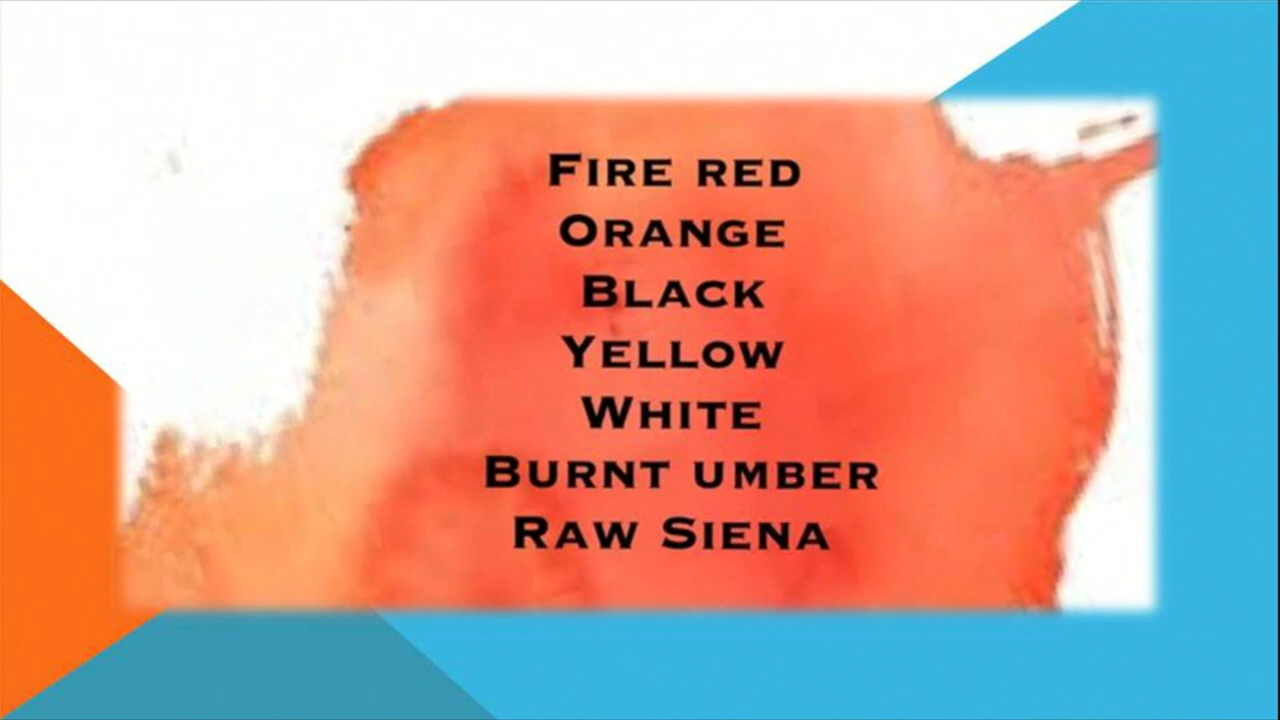 Fire red
Orange
Black
Yellow
White
Burnt umber
Raw Siena